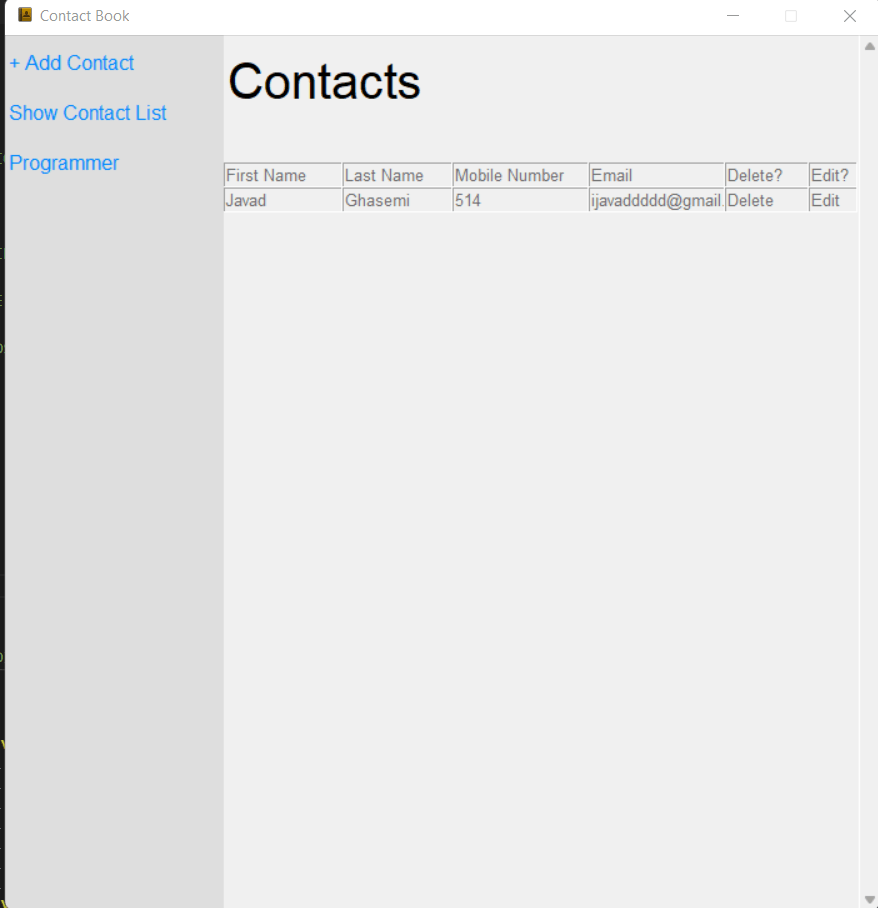 Contact Book
+ Add Contact
Show Contact List
Programmer
Contacts
First Name Last Name Mobile Number Email Delete? Edit?
Javad Ghasemi 514 ijavaddddd@gmail. Delete Edit